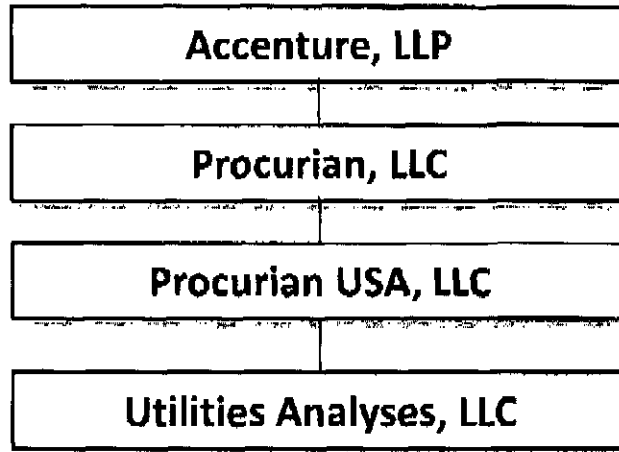 Accenture, LLP
Procurian, LLC
Procurian USA, LLC
Utilities Analyses, LLC